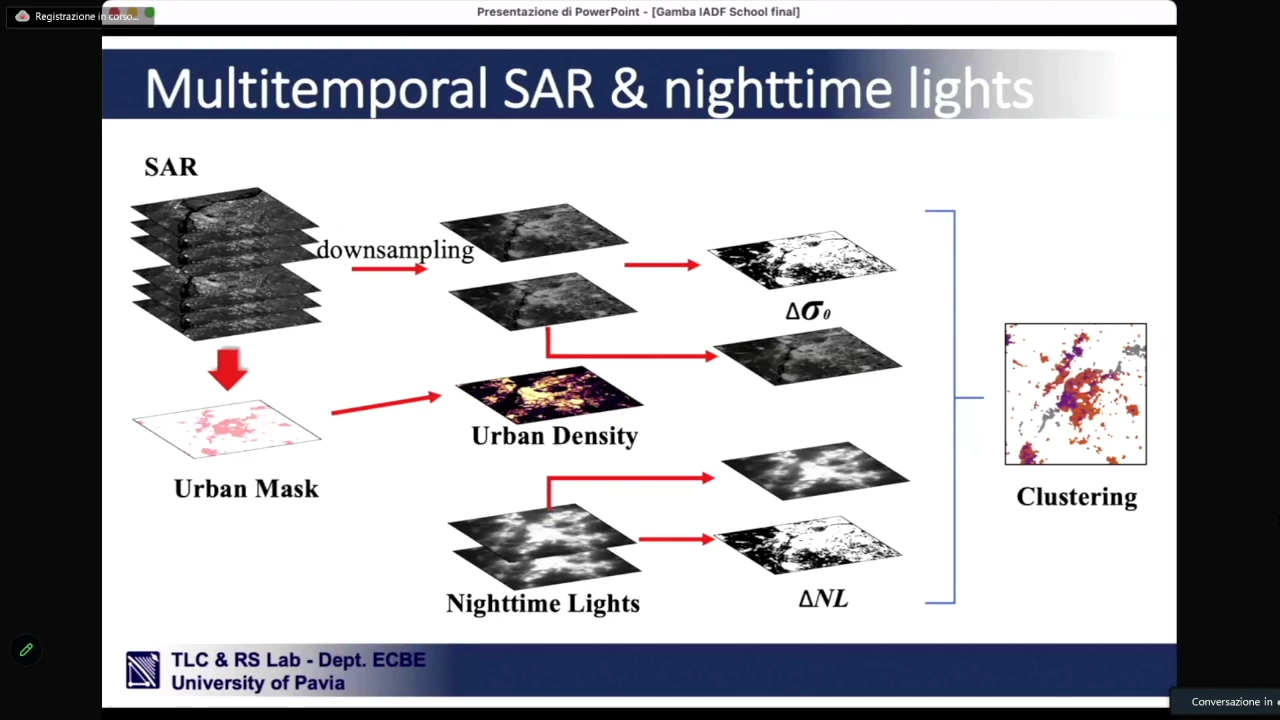 Registrazione in corso...
Presentazione di PowerPoint - [Gamba IADF School final]
Multitemporal SAR & nighttime lights
SAR
downsampling
Δσ₀
Urban Density
Urban Mask
Clustering
Nighttime Lights
ΔNL
TLC & RS Lab - Dept. ECBE
University of Pavia
Conversazione in